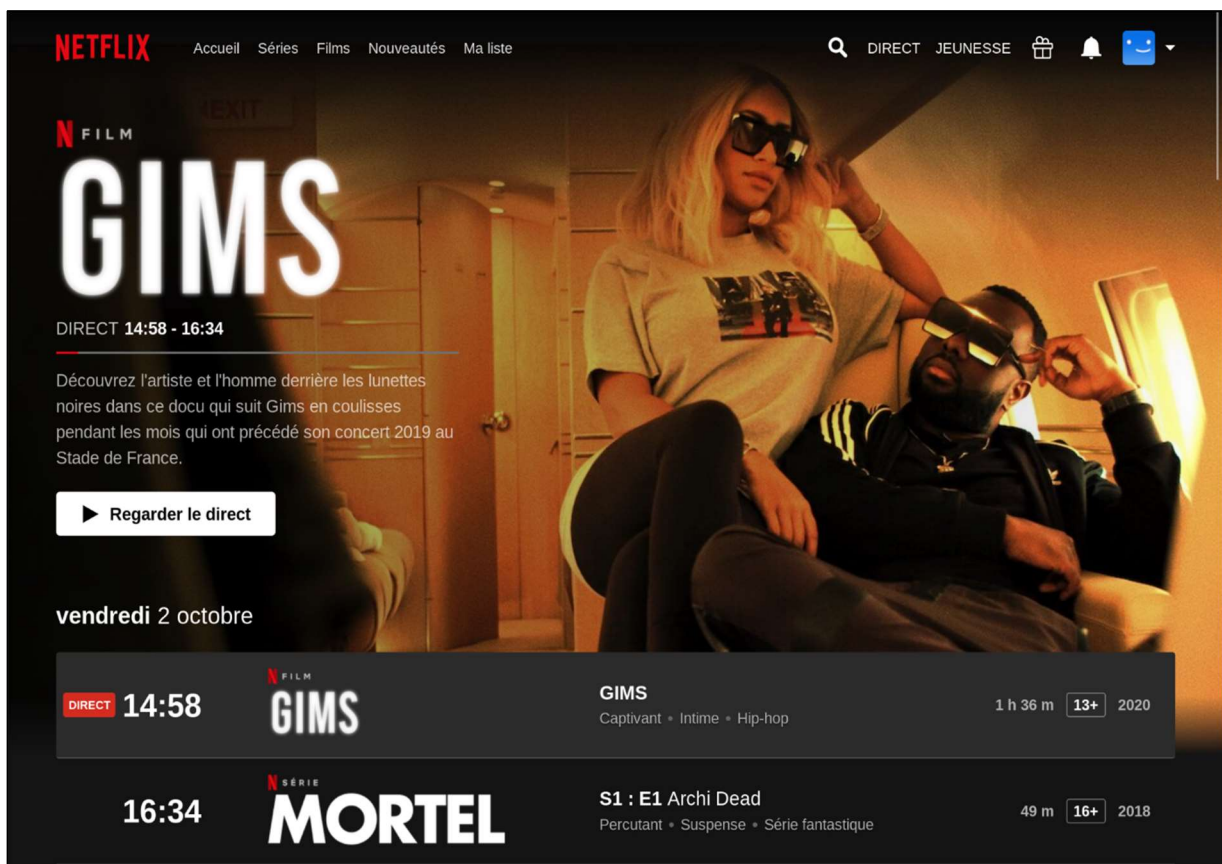 NETFLIX Accueil Séries Films Nouveautés Ma liste DIRECT JEUNESSE
EXIT
N FILM
GIMS
DIRECT 14:58 - 16:34
Découvrez l'artiste et l'homme derrière les lunettes
noires dans ce docu qui suit Gims en coulisses
pendant les mois qui ont précédé son concert 2019 au
Stade de France.
Regarder le direct
vendredi 2 octobre
DIRECT 14:58
N FILM
GIMS
GIMS
Captivant • Intime • Hip-hop
1 h 36 m 13+ 2020
16:34
N SÉRIE
MORTEL
S1 : E1 Archi Dead
Percutant • Suspense • Série fantastique
49 m 16+ 2018